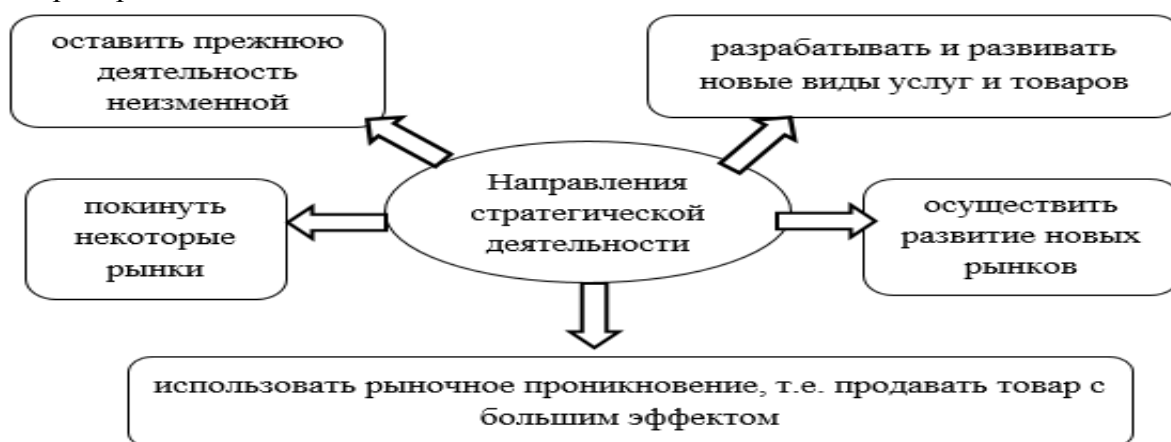 оставить прежнюю
деятельность
неизменной
разрабатывать и развивать
новые виды услуг и товаров
Направления
стратегической
деятельности
покинуть
некоторые
рынки
осуществить
развитие новых
рынков
использовать рыночное проникновение, т.е. продавать товар с
большим эффектом